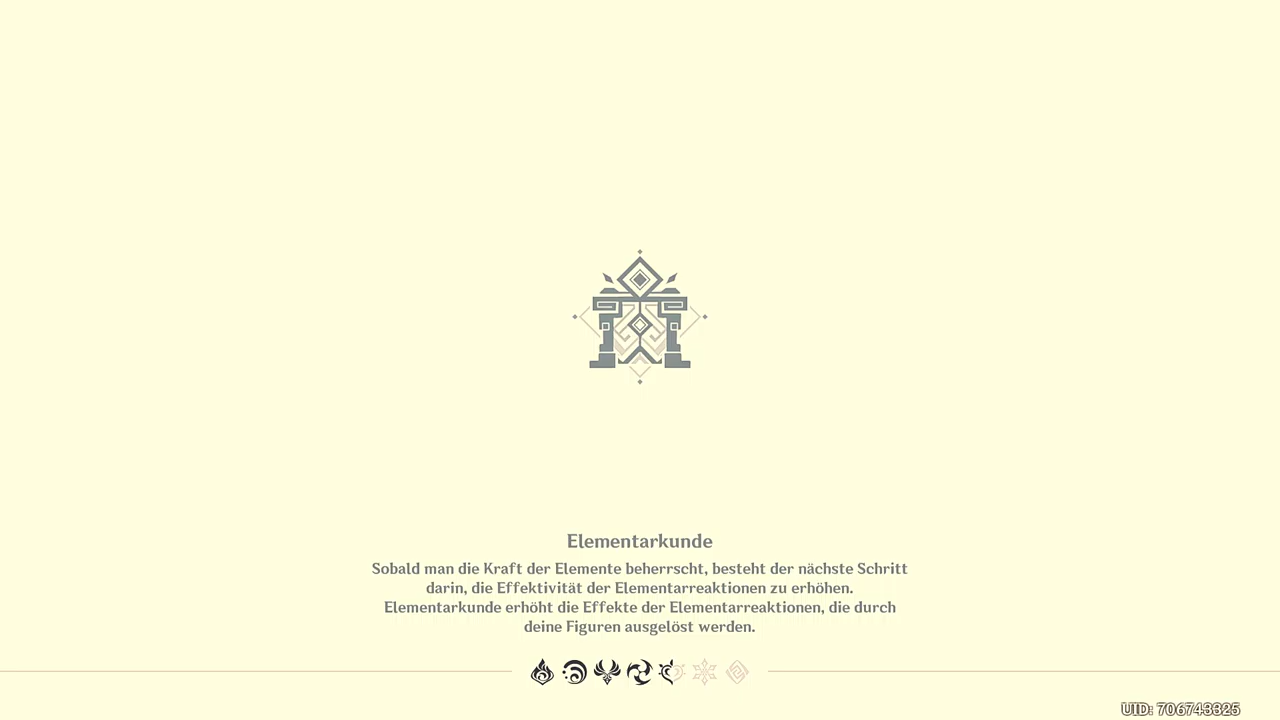 Elementarkunde
Sobald man die Kraft der Elemente beherrscht, besteht der nächste Schritt
darin, die Effektivität der Elementarreaktionen zu erhöhen.
Elementarkunde erhöht die Effekte der Elementarreaktionen, die durch
deine Figuren ausgelöst werden.
UID: 706743325